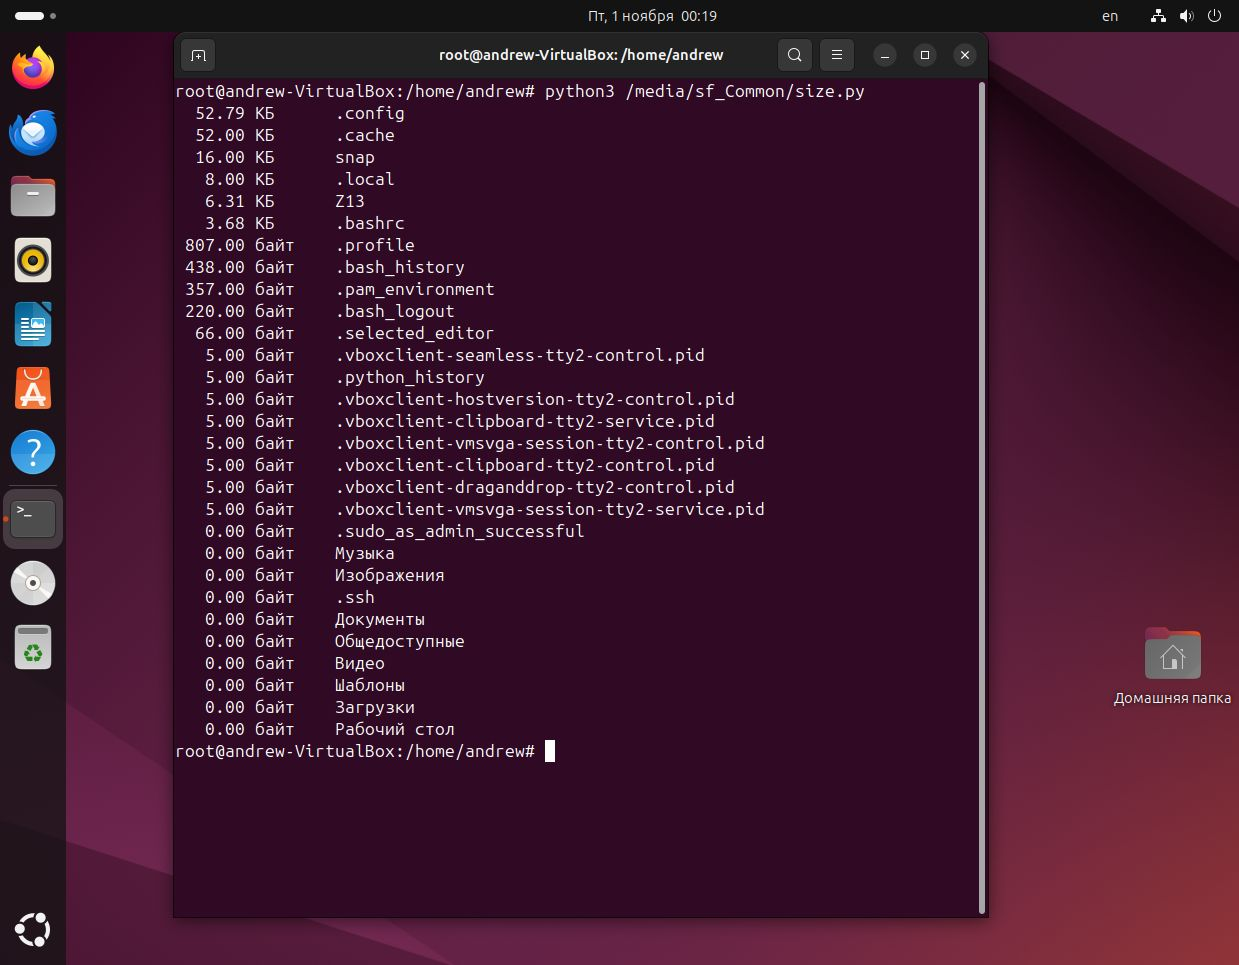 Пт, 1 ноября 00:19
en
root@andrew-VirtualBox: /home/andrew
root@andrew-VirtualBox:/home/andrew# python3 /media/sf_Common/size.py
52.79 КБ .config
52.00 КБ .cache
16.00 КБ snap
8.00 КБ .local
6.31 КБ Z13
3.68 КБ .bashrc
807.00 байт .profile
438.00 байт .bash_history
357.00 байт .pam_environment
220.00 байт .bash_logout
66.00 байт .selected_editor
5.00 байт .vboxclient-seamless-tty2-control.pid
5.00 байт .python_history
5.00 байт .vboxclient-hostversion-tty2-control.pid
5.00 байт .vboxclient-clipboard-tty2-service.pid
5.00 байт .vboxclient-vmsvga-session-tty2-control.pid
5.00 байт .vboxclient-clipboard-tty2-control.pid
5.00 байт .vboxclient-draganddrop-tty2-control.pid
5.00 байт .vboxclient-vmsvga-session-tty2-service.pid
0.00 байт .sudo_as_admin_successful
0.00 байт Музыка
0.00 байт Изображения
0.00 байт .ssh
0.00 байт Документы
0.00 байт Общедоступные
0.00 байт Видео
0.00 байт Шаблоны
0.00 байт Загрузки
0.00 байт Рабочий стол
root@andrew-VirtualBox:/home/andrew#
Домашняя папка